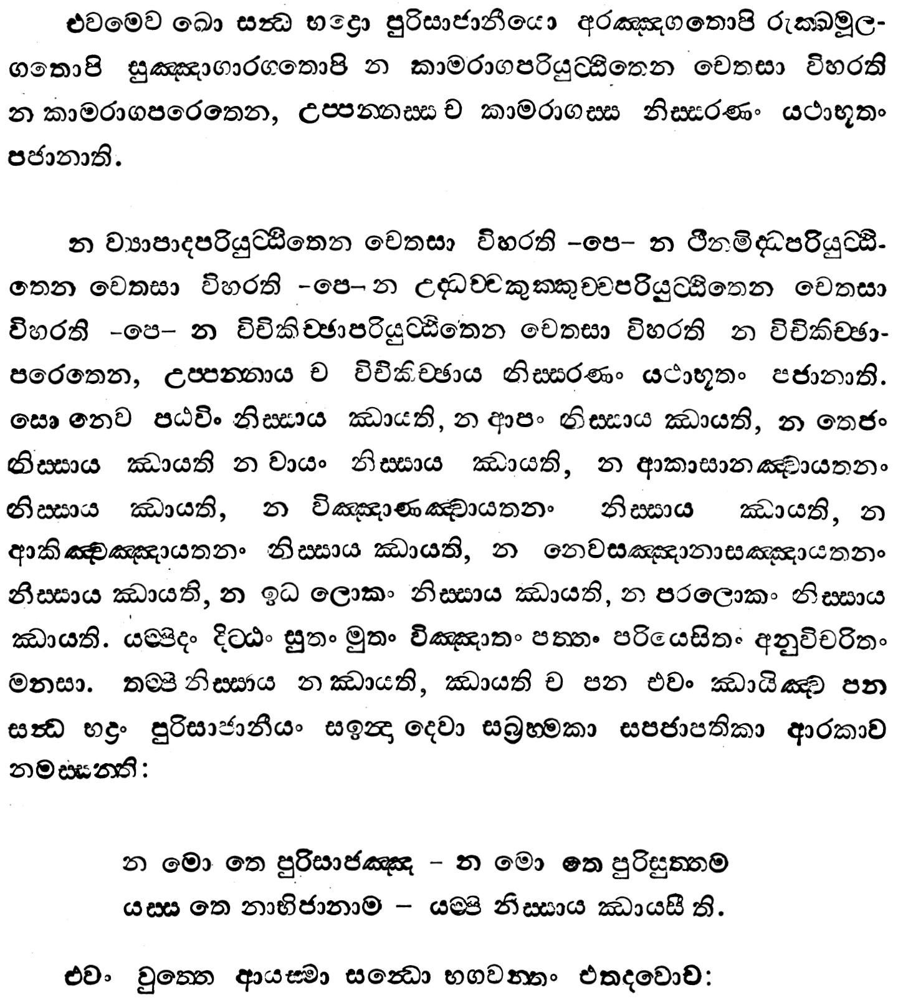 එවමෙව ඛො සන්‍ධ භද්‍රො පුරිසාජානීයො අරඤ්ඤගතොපි රුක්‍ඛමූල-
ගතොපි සුඤ්ඤාගාරගතොපි න කාමරාගපරියුට්ඨිතෙන චෙතසා විහරති
න කාමරාගපරෙතෙන, උප්පන්නස්ස ච කාමරාගස්ස නිස්සරණං යථාභූතං
පජානාති.
න ව්‍යාපාදපරියුට්ඨිතෙන චෙතසා විහරති -පෙ- න ථීනමිද්‍ධපරියුට්ඨි-
තෙන චෙතසා විහරති -පෙ- න උද්‍ධච්චකුක්කුච්චපරියුට්ඨිතෙන චෙතසා
විහරති -පෙ- න විචිකිච්ඡාපරියුට්ඨිතෙන චෙතසා විහරති න විචිකිච්ඡා-
පරෙතෙන, උප්පන්නාය ච විචිකිච්ඡාය නිස්සරණං යථාභූතං පජානාති.
සො නෙව පඨවිං නිස්සාය ඣායති, න ආපං නිස්සාය ඣායති, න තෙජං
නිස්සාය ඣායති න වායං නිස්සාය ඣායති, න ආකාසානඤ්චායතනං
නිස්සාය ඣායති, න විඤ්ඤාණඤ්චායතනං නිස්සාය ඣායති, න
ආකිඤ්චඤ්ඤායතනං නිස්සාය ඣායති, න නෙවසඤ්ඤානාසඤ්ඤායතනං
නිස්සාය ඣායති, න ඉධ ලොකං නිස්සාය ඣායති, න පරලොකං නිස්සාය
ඣායති. යම්පිදං දිට්ඨං සුතං මුතං විඤ්ඤාතං පත්තං පරියෙසිතං අනුවිචරිතං
මනසා. තම්පි නිස්සාය න ඣායති, ඣායති ච පන එවං ඣායිඤ්ච පන
සන්‍ධ භද්‍රං පුරිසාජානීයං සඉන්‍දා දෙවා සබ්‍රහ්මකා සපජාපතිකා ආරකාව
නමස්සන්ති:
න මො තෙ පුරිසාජඤ්ඤ - න මො තෙ පුරිසුත්තම
යස්ස තෙ නාභිජානාම - යම්පි නිස්සාය ඣායසී ති.
එවං වුත්තෙ ආයස්මා සන්‍ධො භගවන්තං එතදවොච: